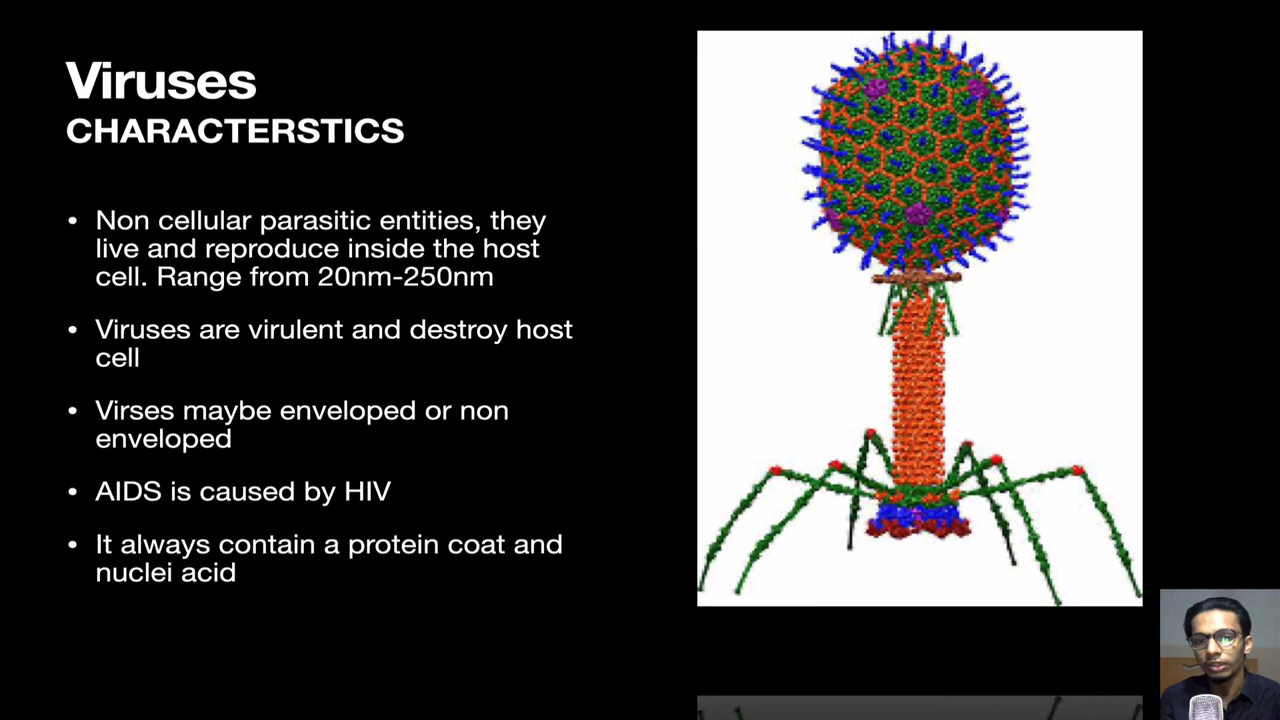 Viruses
CHARACTERSTICS
• Non cellular parasitic entities, they
live and reproduce inside the host
cell. Range from 20nm-250nm
• Viruses are virulent and destroy host
cell
• Virses maybe enveloped or non
enveloped
• AIDS is caused by HIV
• It always contain a protein coat and
nuclei acid